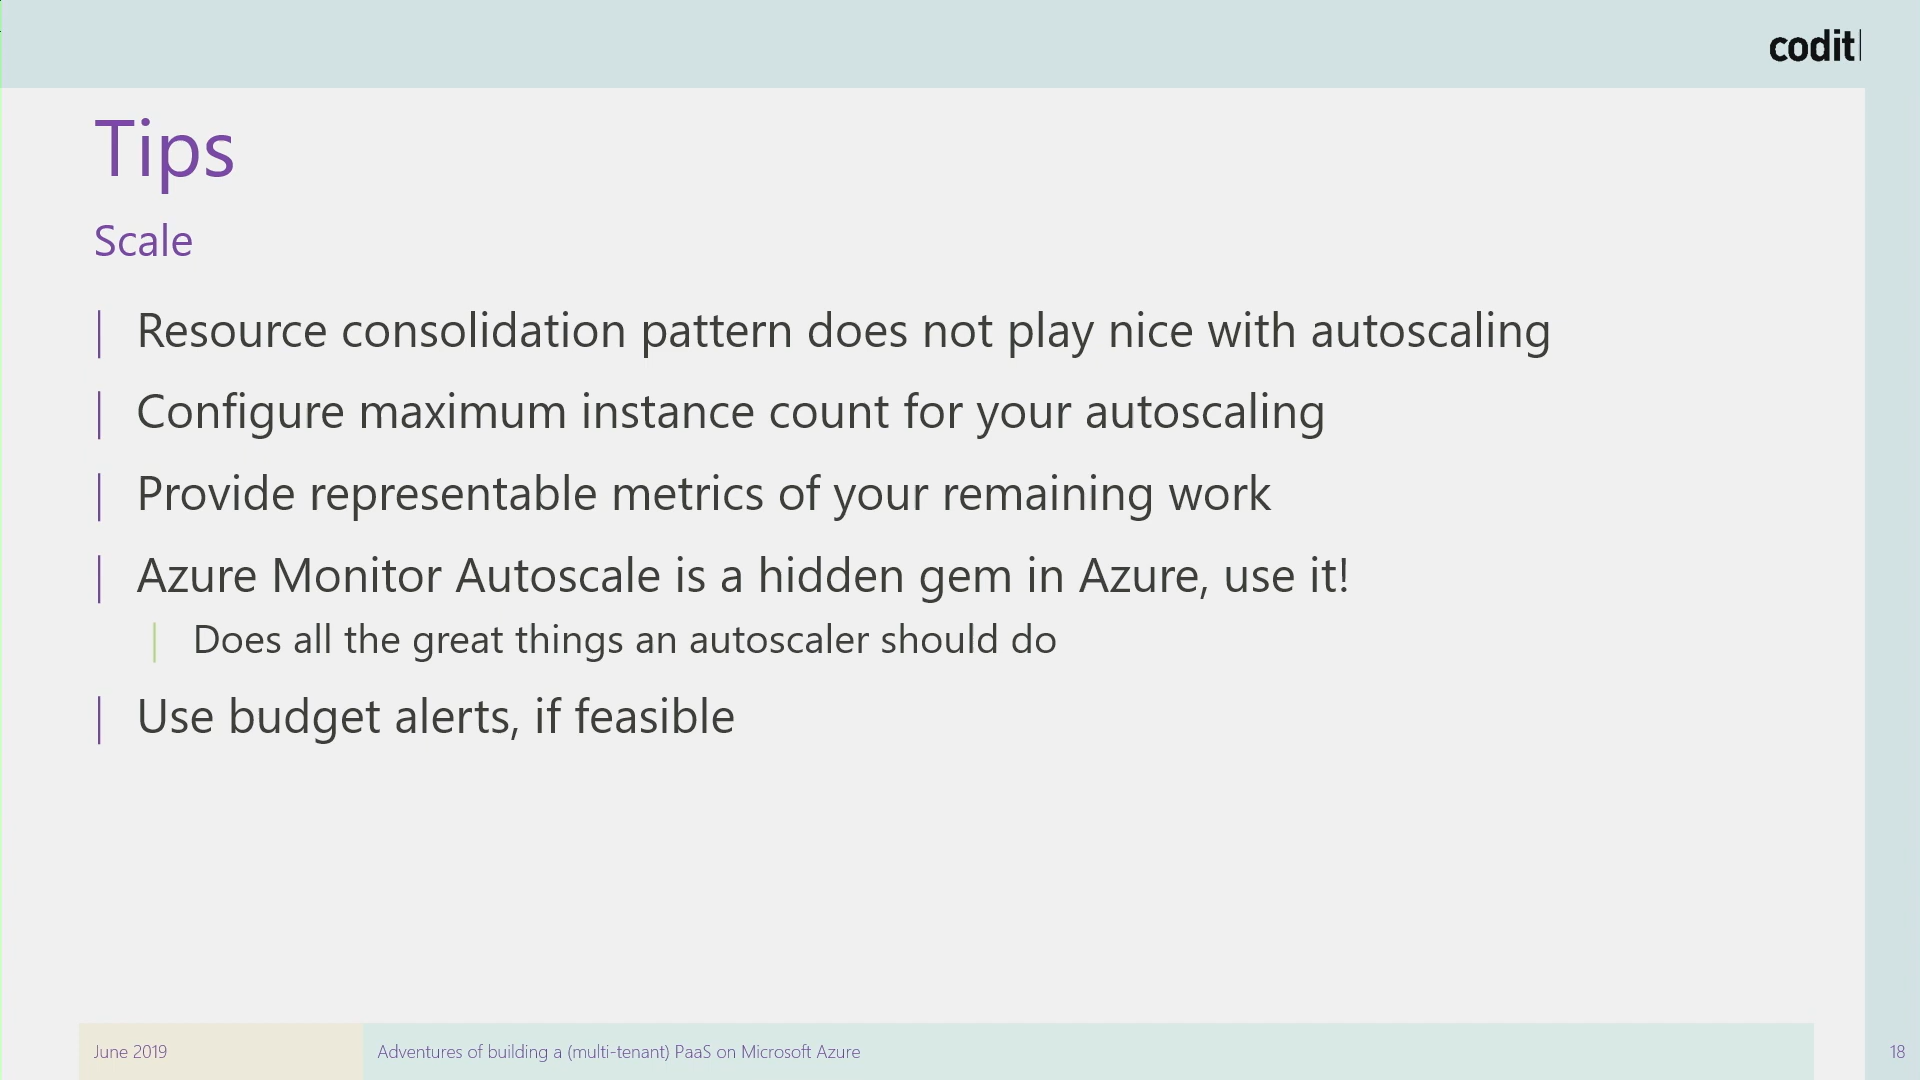 codit
Tips
Scale
Resource consolidation pattern does not play nice with autoscaling
Configure maximum instance count for your autoscaling
Provide representable metrics of your remaining work
Azure Monitor Autoscale is a hidden gem in Azure, use it!
Does all the great things an autoscaler should do
Use budget alerts, if feasible
June 2019
Adventures of building a (multi-tenant) PaaS on Microsoft Azure
18